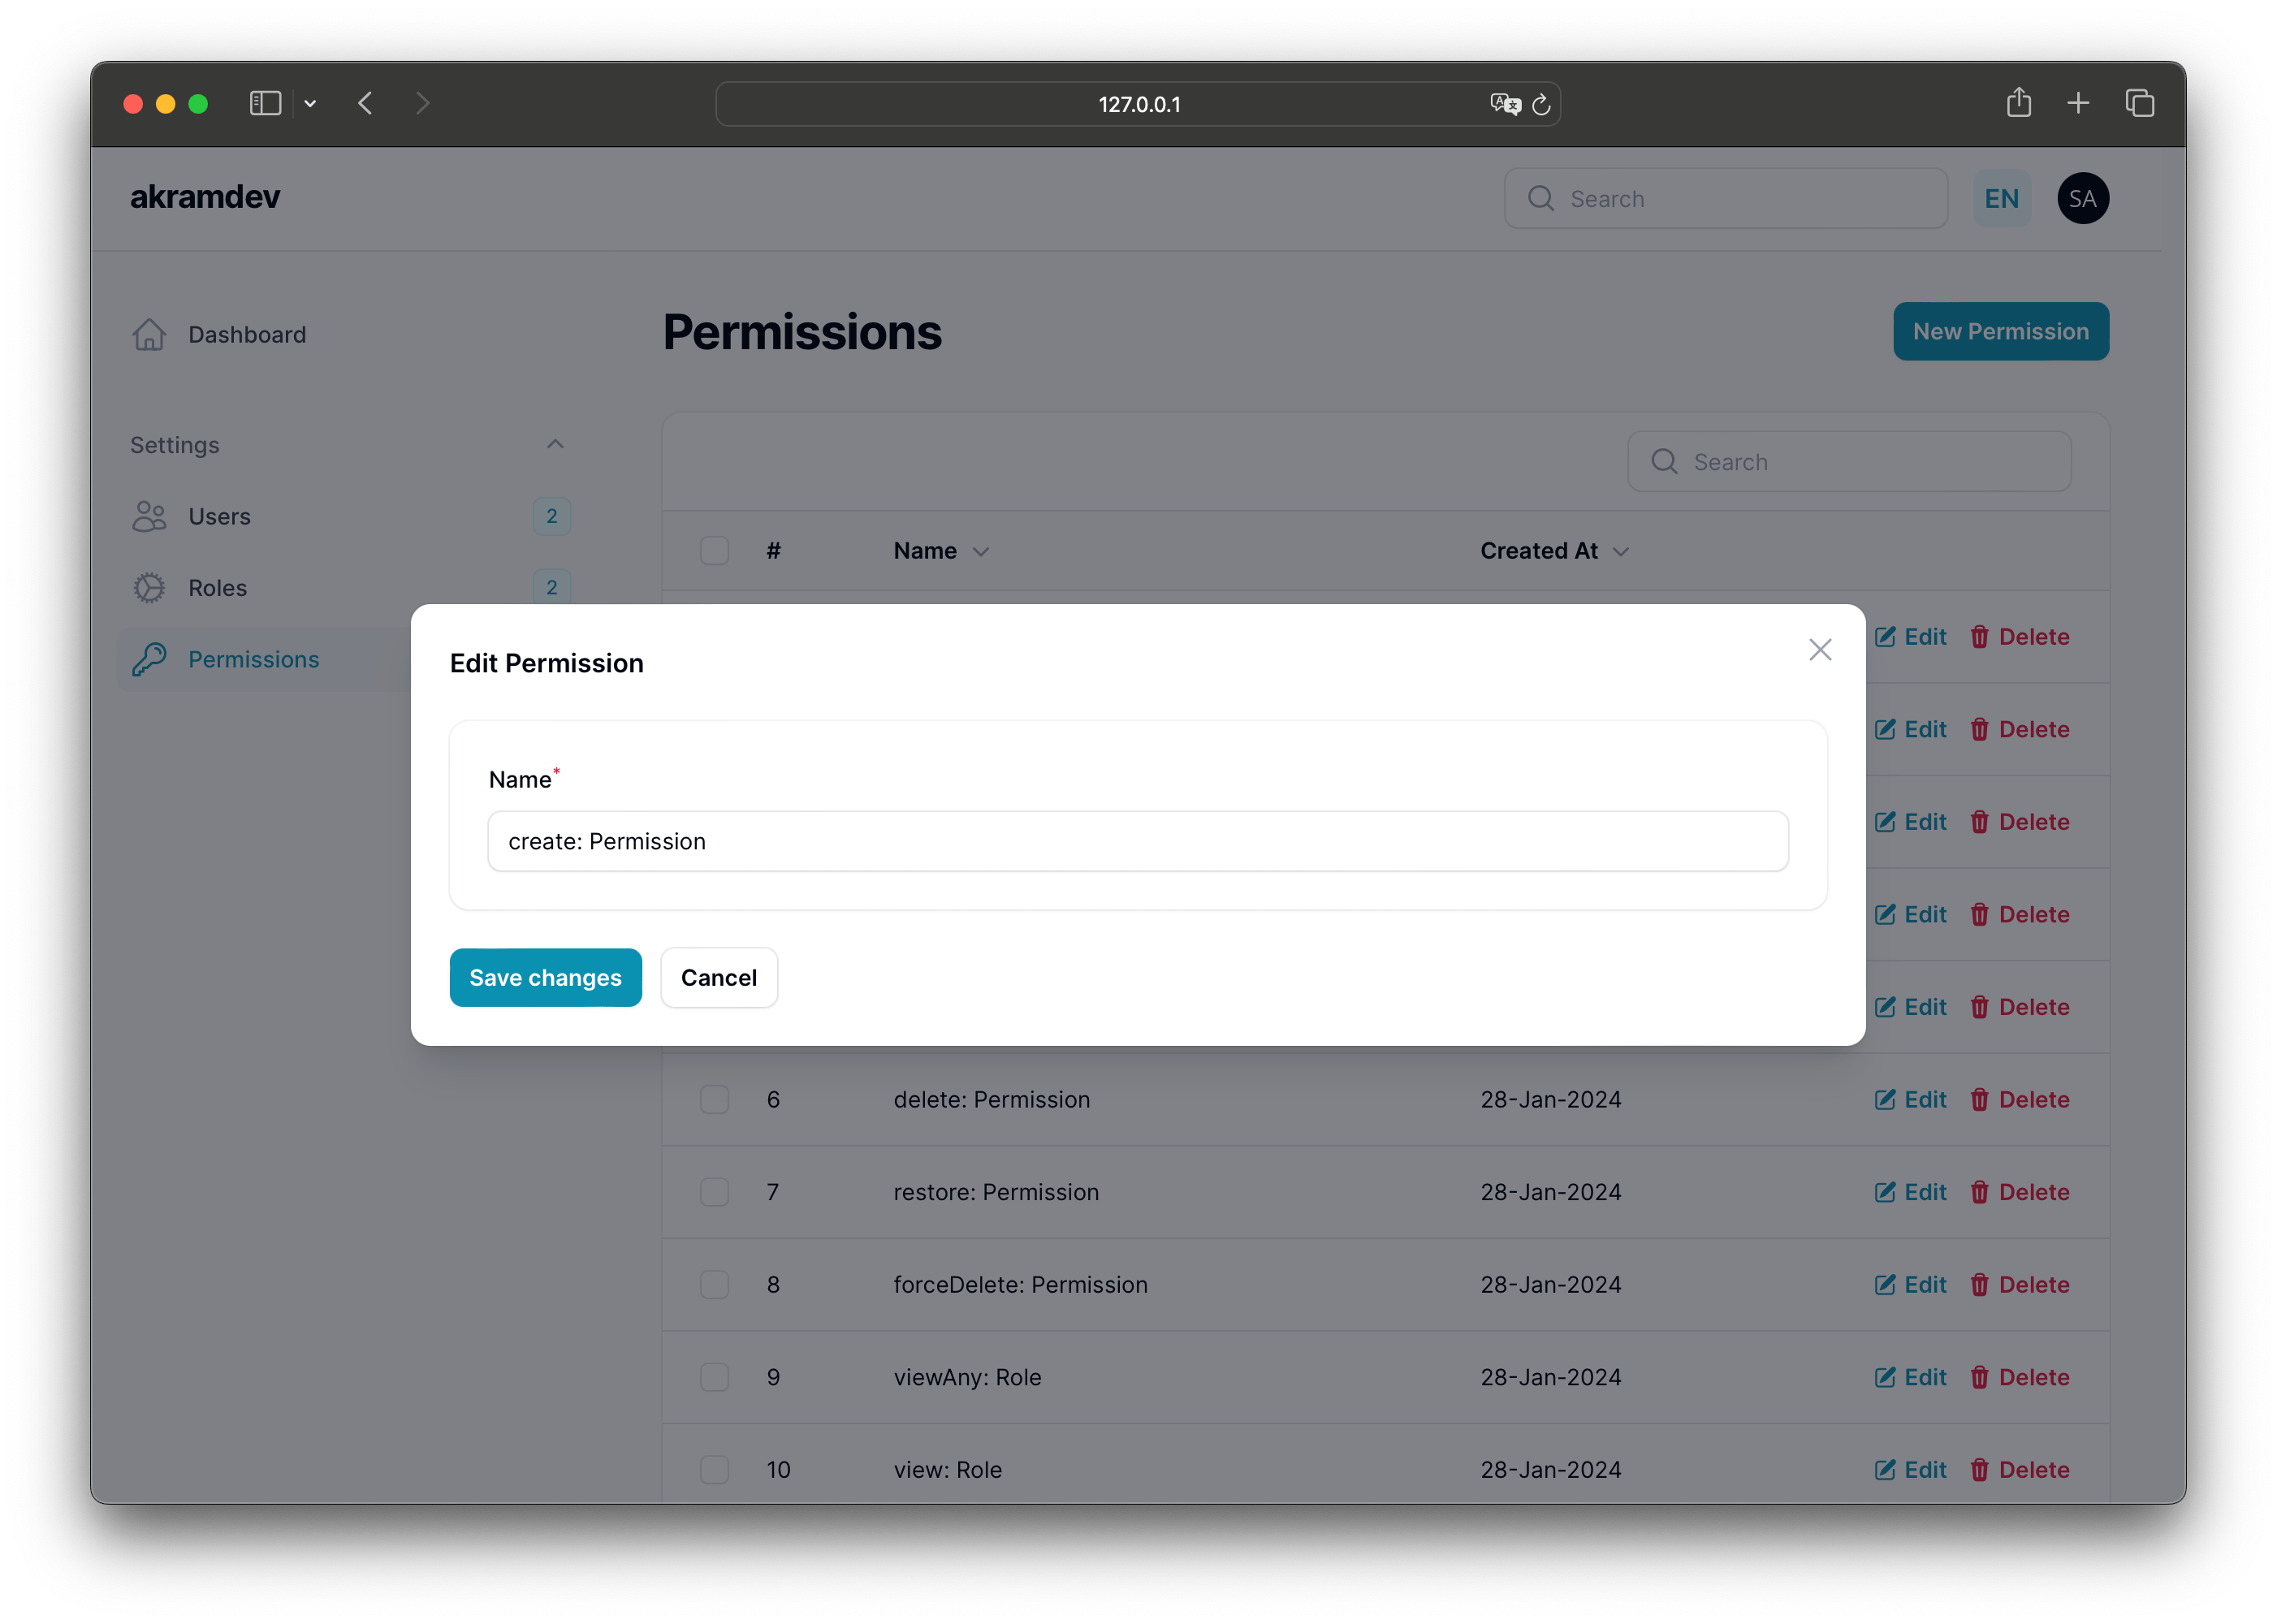 127.0.0.1
akramdev
Search
EN
SA
Dashboard
Permissions
New Permission
Settings
Search
Users 2
# Name Created At
Roles 2
Edit Delete
Permissions
Edit Permission
Edit Delete
Name*
Edit Delete
create: Permission
Edit Delete
Save changes
Cancel
Edit Delete
6 delete: Permission 28-Jan-2024 Edit Delete
7 restore: Permission 28-Jan-2024 Edit Delete
8 forceDelete: Permission 28-Jan-2024 Edit Delete
9 viewAny: Role 28-Jan-2024 Edit Delete
10 view: Role 28-Jan-2024 Edit Delete